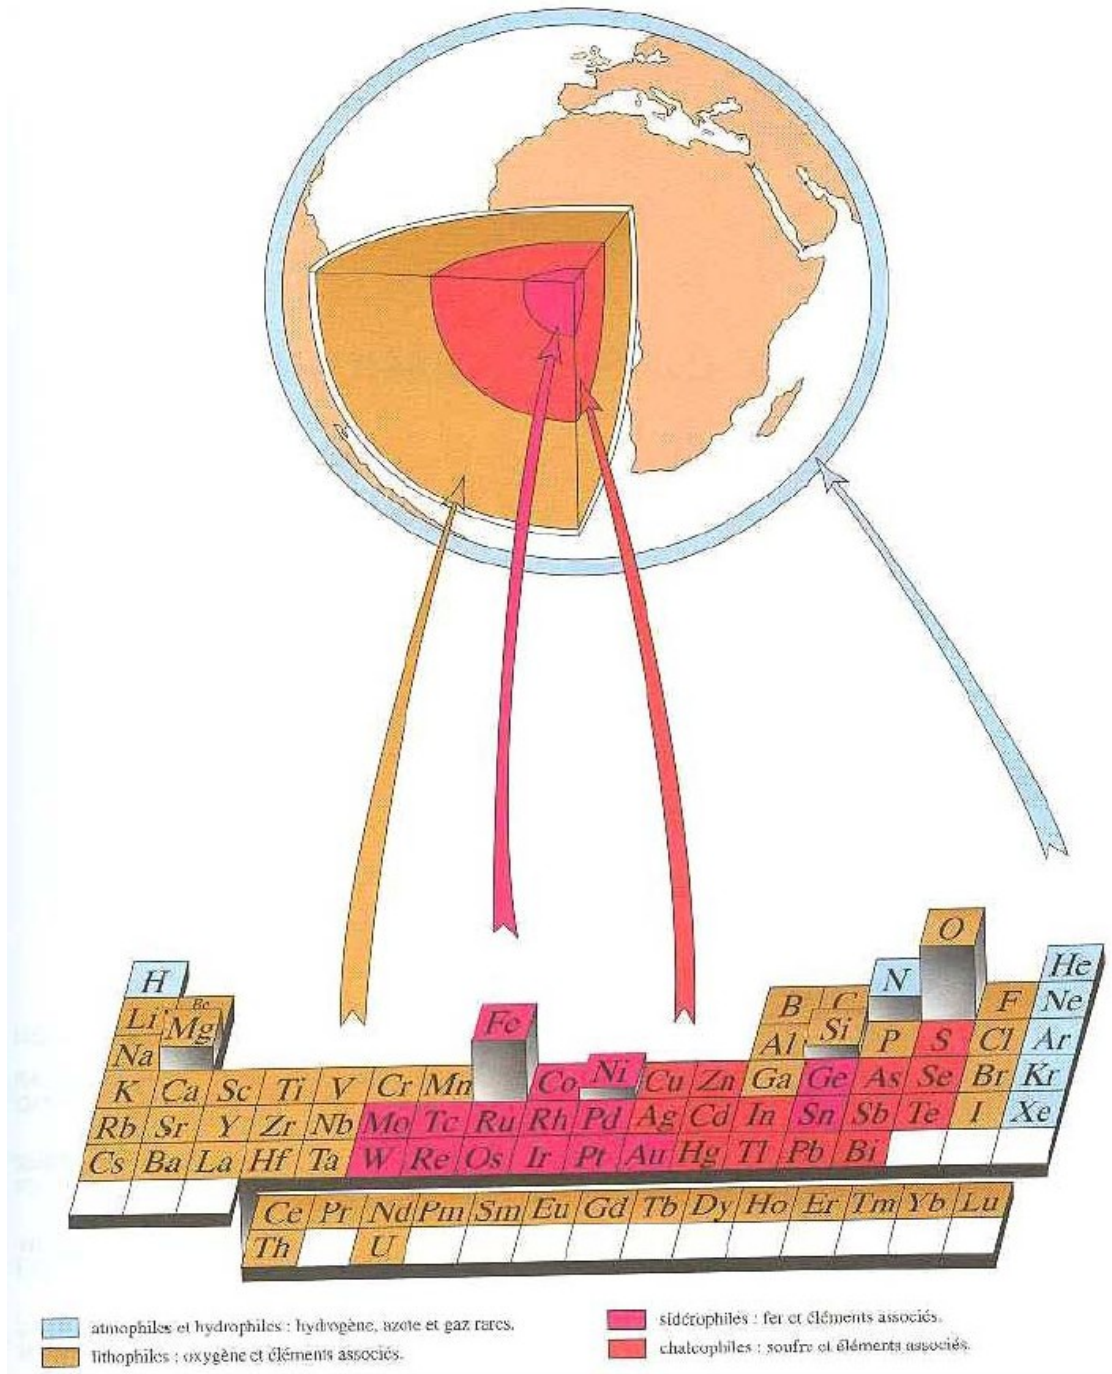 O
H N He
Li Be Mg B C Si F Ne
Na Al P S Cl Ar
K Ca Sc Ti V Cr Mn Fe Co Ni Cu Zn Ga Ge As Se Br Kr
Rb Sr Y Zr Nb Mo Tc Ru Rh Pd Ag Cd In Sn Sb Te I Xe
Cs Ba La Hf Ta W Re Os Ir Pt Au Hg Tl Pb Bi
Ce Pr Nd Pm Sm Eu Gd Tb Dy Ho Er Tm Yb Lu
Th U
atmophiles et hydrophiles : hydrogène, azote et gaz rares.
lithophiles : oxygène et éléments associés.
sidérophiles : fer et éléments associés.
chalcophiles : soufre et éléments associés.